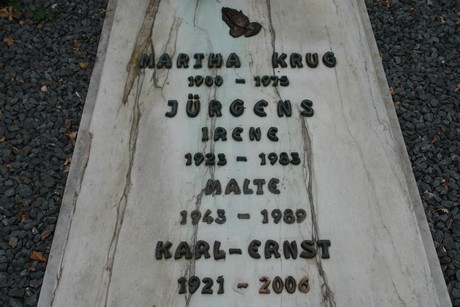 MARTHA KRUG
1900 - 1975
JÜRGENS
IRENE
1923 - 1983
MALTE
1943 - 1989
KARL-ERNST
1921 - 2006